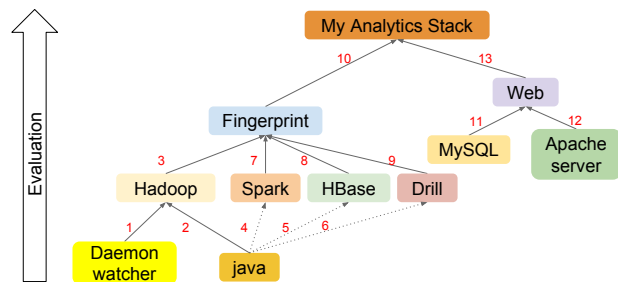 My Analytics Stack
10
13
Web
Fingerprint
11
12
MySQL
Apache
server
3
7
8
9
Hadoop
Spark
HBase
Drill
1
2
4
5
6
Daemon
watcher
java
Evaluation